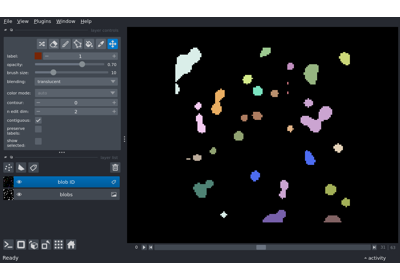 File View Plugins Window Help
label: 1
opacity: 0.70
brush size: 10
blending: translucent
color mode:
contour: 0
n edit dim: 2
contiguous:
preserve labels:
show selected:
blob ID
blobs
Ready
activity